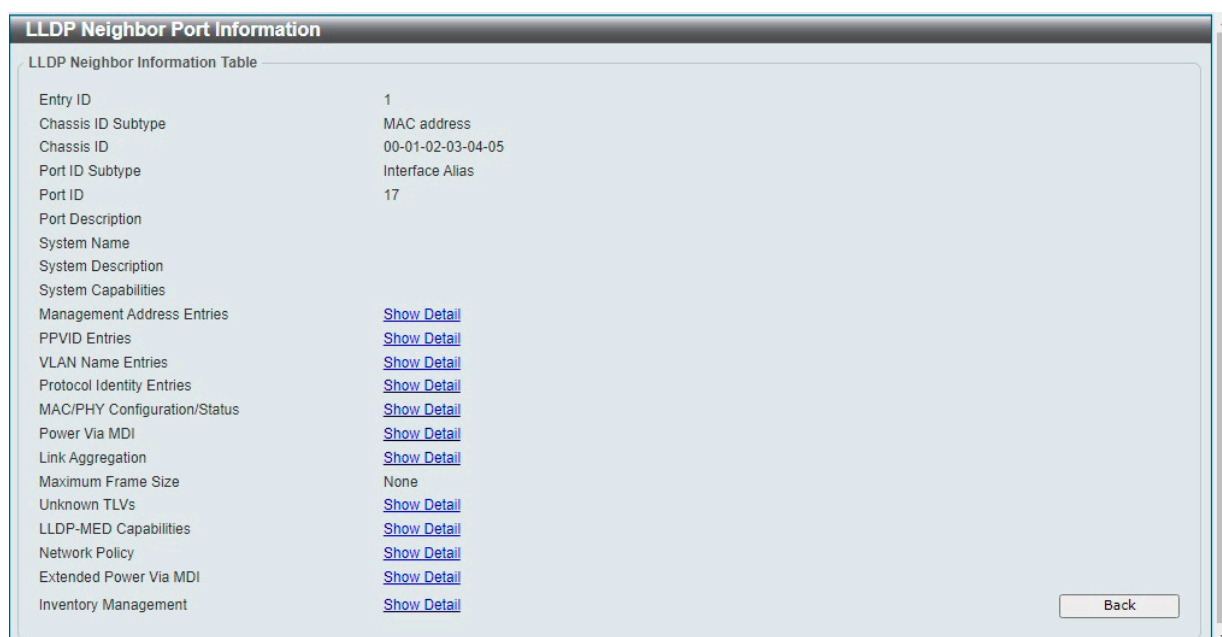 LLDP Neighbor Port Information
LLDP Neighbor Information Table
Entry ID 1
Chassis ID Subtype MAC address
Chassis ID 00-01-02-03-04-05
Port ID Subtype Interface Alias
Port ID 17
Port Description
System Name
System Description
System Capabilities
Management Address Entries Show Detail
PPVID Entries Show Detail
VLAN Name Entries Show Detail
Protocol Identity Entries Show Detail
MAC/PHY Configuration/Status Show Detail
Power Via MDI Show Detail
Link Aggregation Show Detail
Maximum Frame Size None
Unknown TLVs Show Detail
LLDP-MED Capabilities Show Detail
Network Policy Show Detail
Extended Power Via MDI Show Detail
Inventory Management Show Detail Back